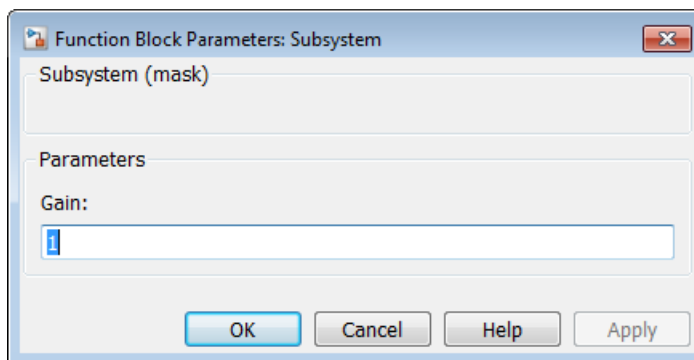 Function Block Parameters: Subsystem
Subsystem (mask)
Parameters
Gain:
1
OK Cancel Help Apply